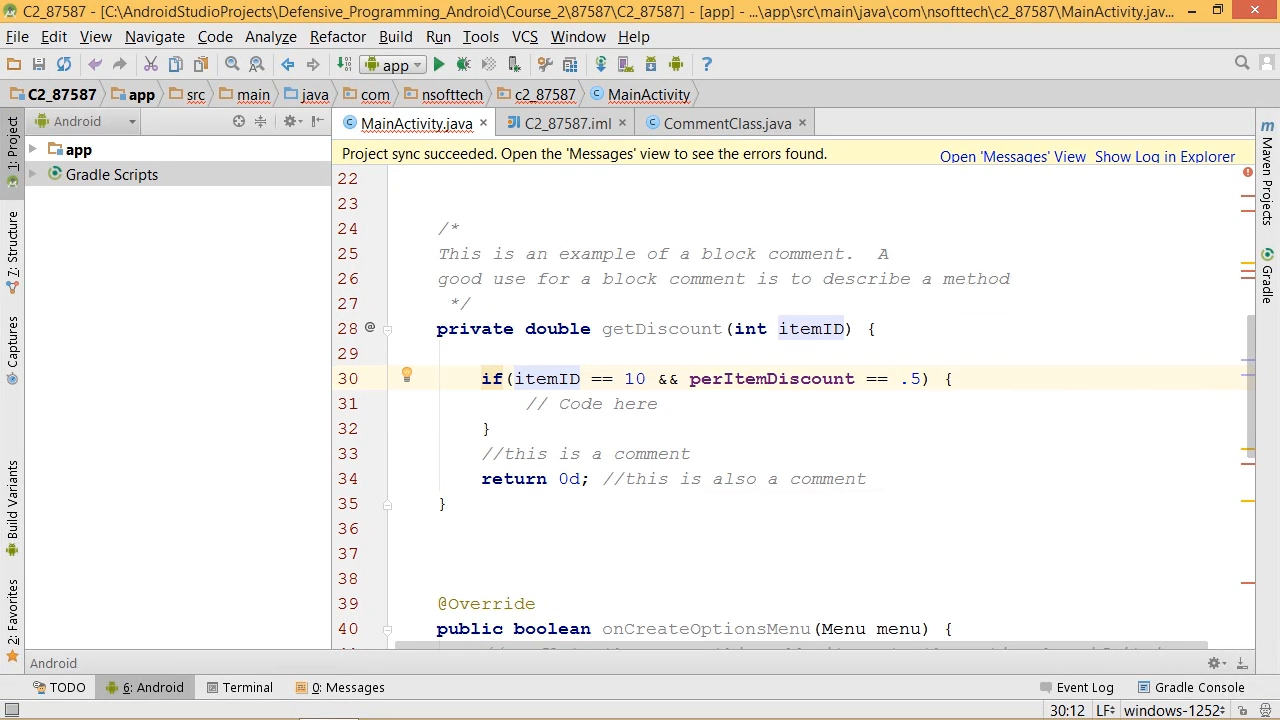 C2_87587 - [C:\AndroidStudioProjects\Defensive_Programming_Android\Course_2\87587\C2_87587] - [app] - ...\app\src\main\java\com\nsofttech\c2_87587\MainActivity.jav...
File Edit View Navigate Code Analyze Refactor Build Run Tools VCS Window Help
app
C2_87587 app src main java com nsofttech c2_87587 MainActivity
Android
MainActivity.java C2_87587.iml CommentClass.java
Project sync succeeded. Open the 'Messages' view to see the errors found. Open 'Messages' View Show Log in Explorer
1: Project
7: Structure
Captures
Build Variants
2: Favorites
app
Gradle Scripts
22
23
24 /*
25 This is an example of a block comment. A
26 good use for a block comment is to describe a method
27 */
28 @ private double getDiscount(int itemID) {
29
30 if(itemID == 10 && perItemDiscount == .5) {
31 // Code here
32 }
33 //this is a comment
34 return 0d; //this is also a comment
35 }
36
37
38
39 @Override
40 public boolean onCreateOptionsMenu(Menu menu) {
m Maven Projects
Gradle
Android
TODO 6: Android Terminal 0: Messages Event Log Gradle Console
30:12 LF÷ windows-1252÷